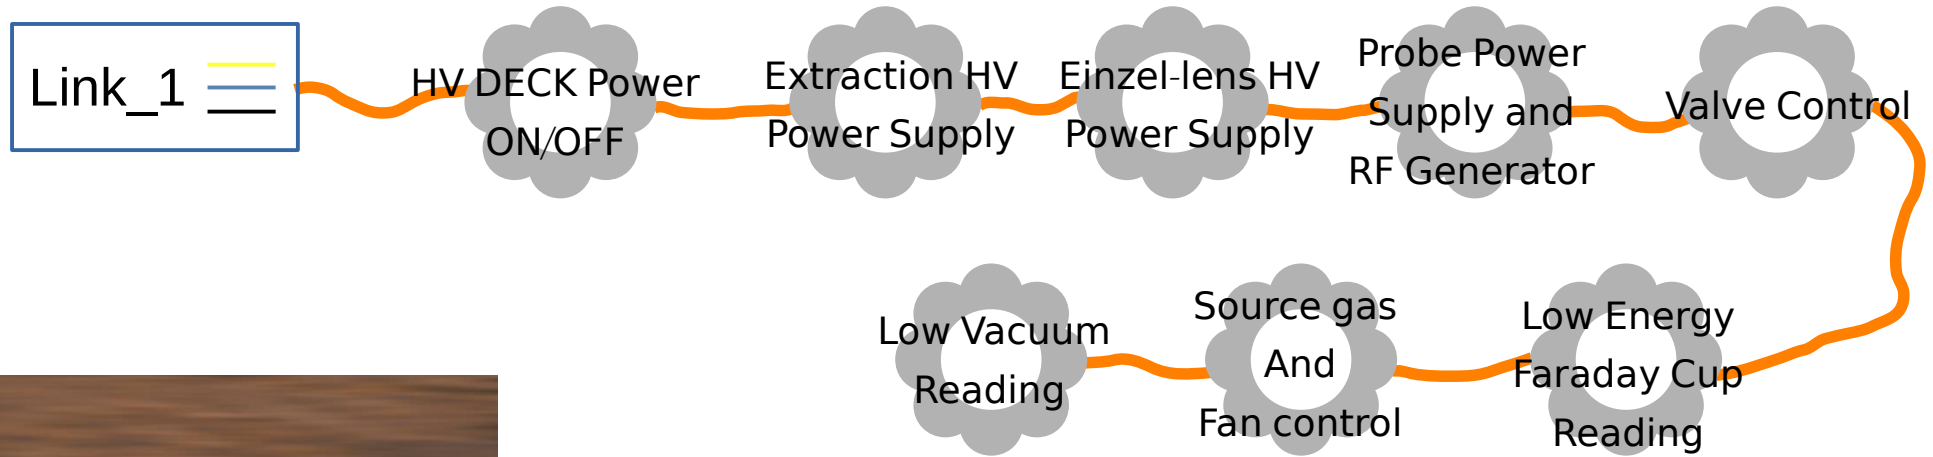 Link_1
HV DECK Power
ON/OFF
Extraction HV
Power Supply
Einzel-lens HV
Power Supply
Probe Power
Supply and
RF Generator
Valve Control
Low Vacuum
Reading
Source gas
And
Fan control
Low Energy
Faraday Cup
Reading